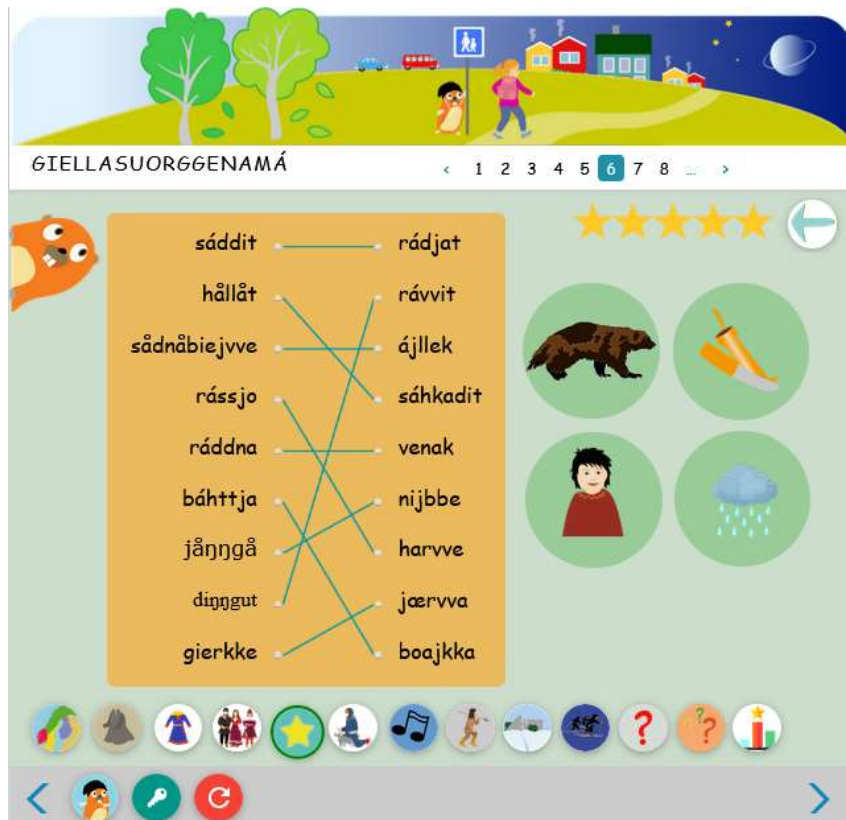 GIELLASUORGGENAMÁ
‹ 1 2 3 4 5 6 7 8 ... ›
sáddit rádjat
hållåt rávvit
sådnåbiejvve ájllek
rássjo sáhkadit
ráddna venak
báhttja nijbbe
jåŋŋgå harvve
diŋŋgut jærvva
gierkke boajkka
? ? ?